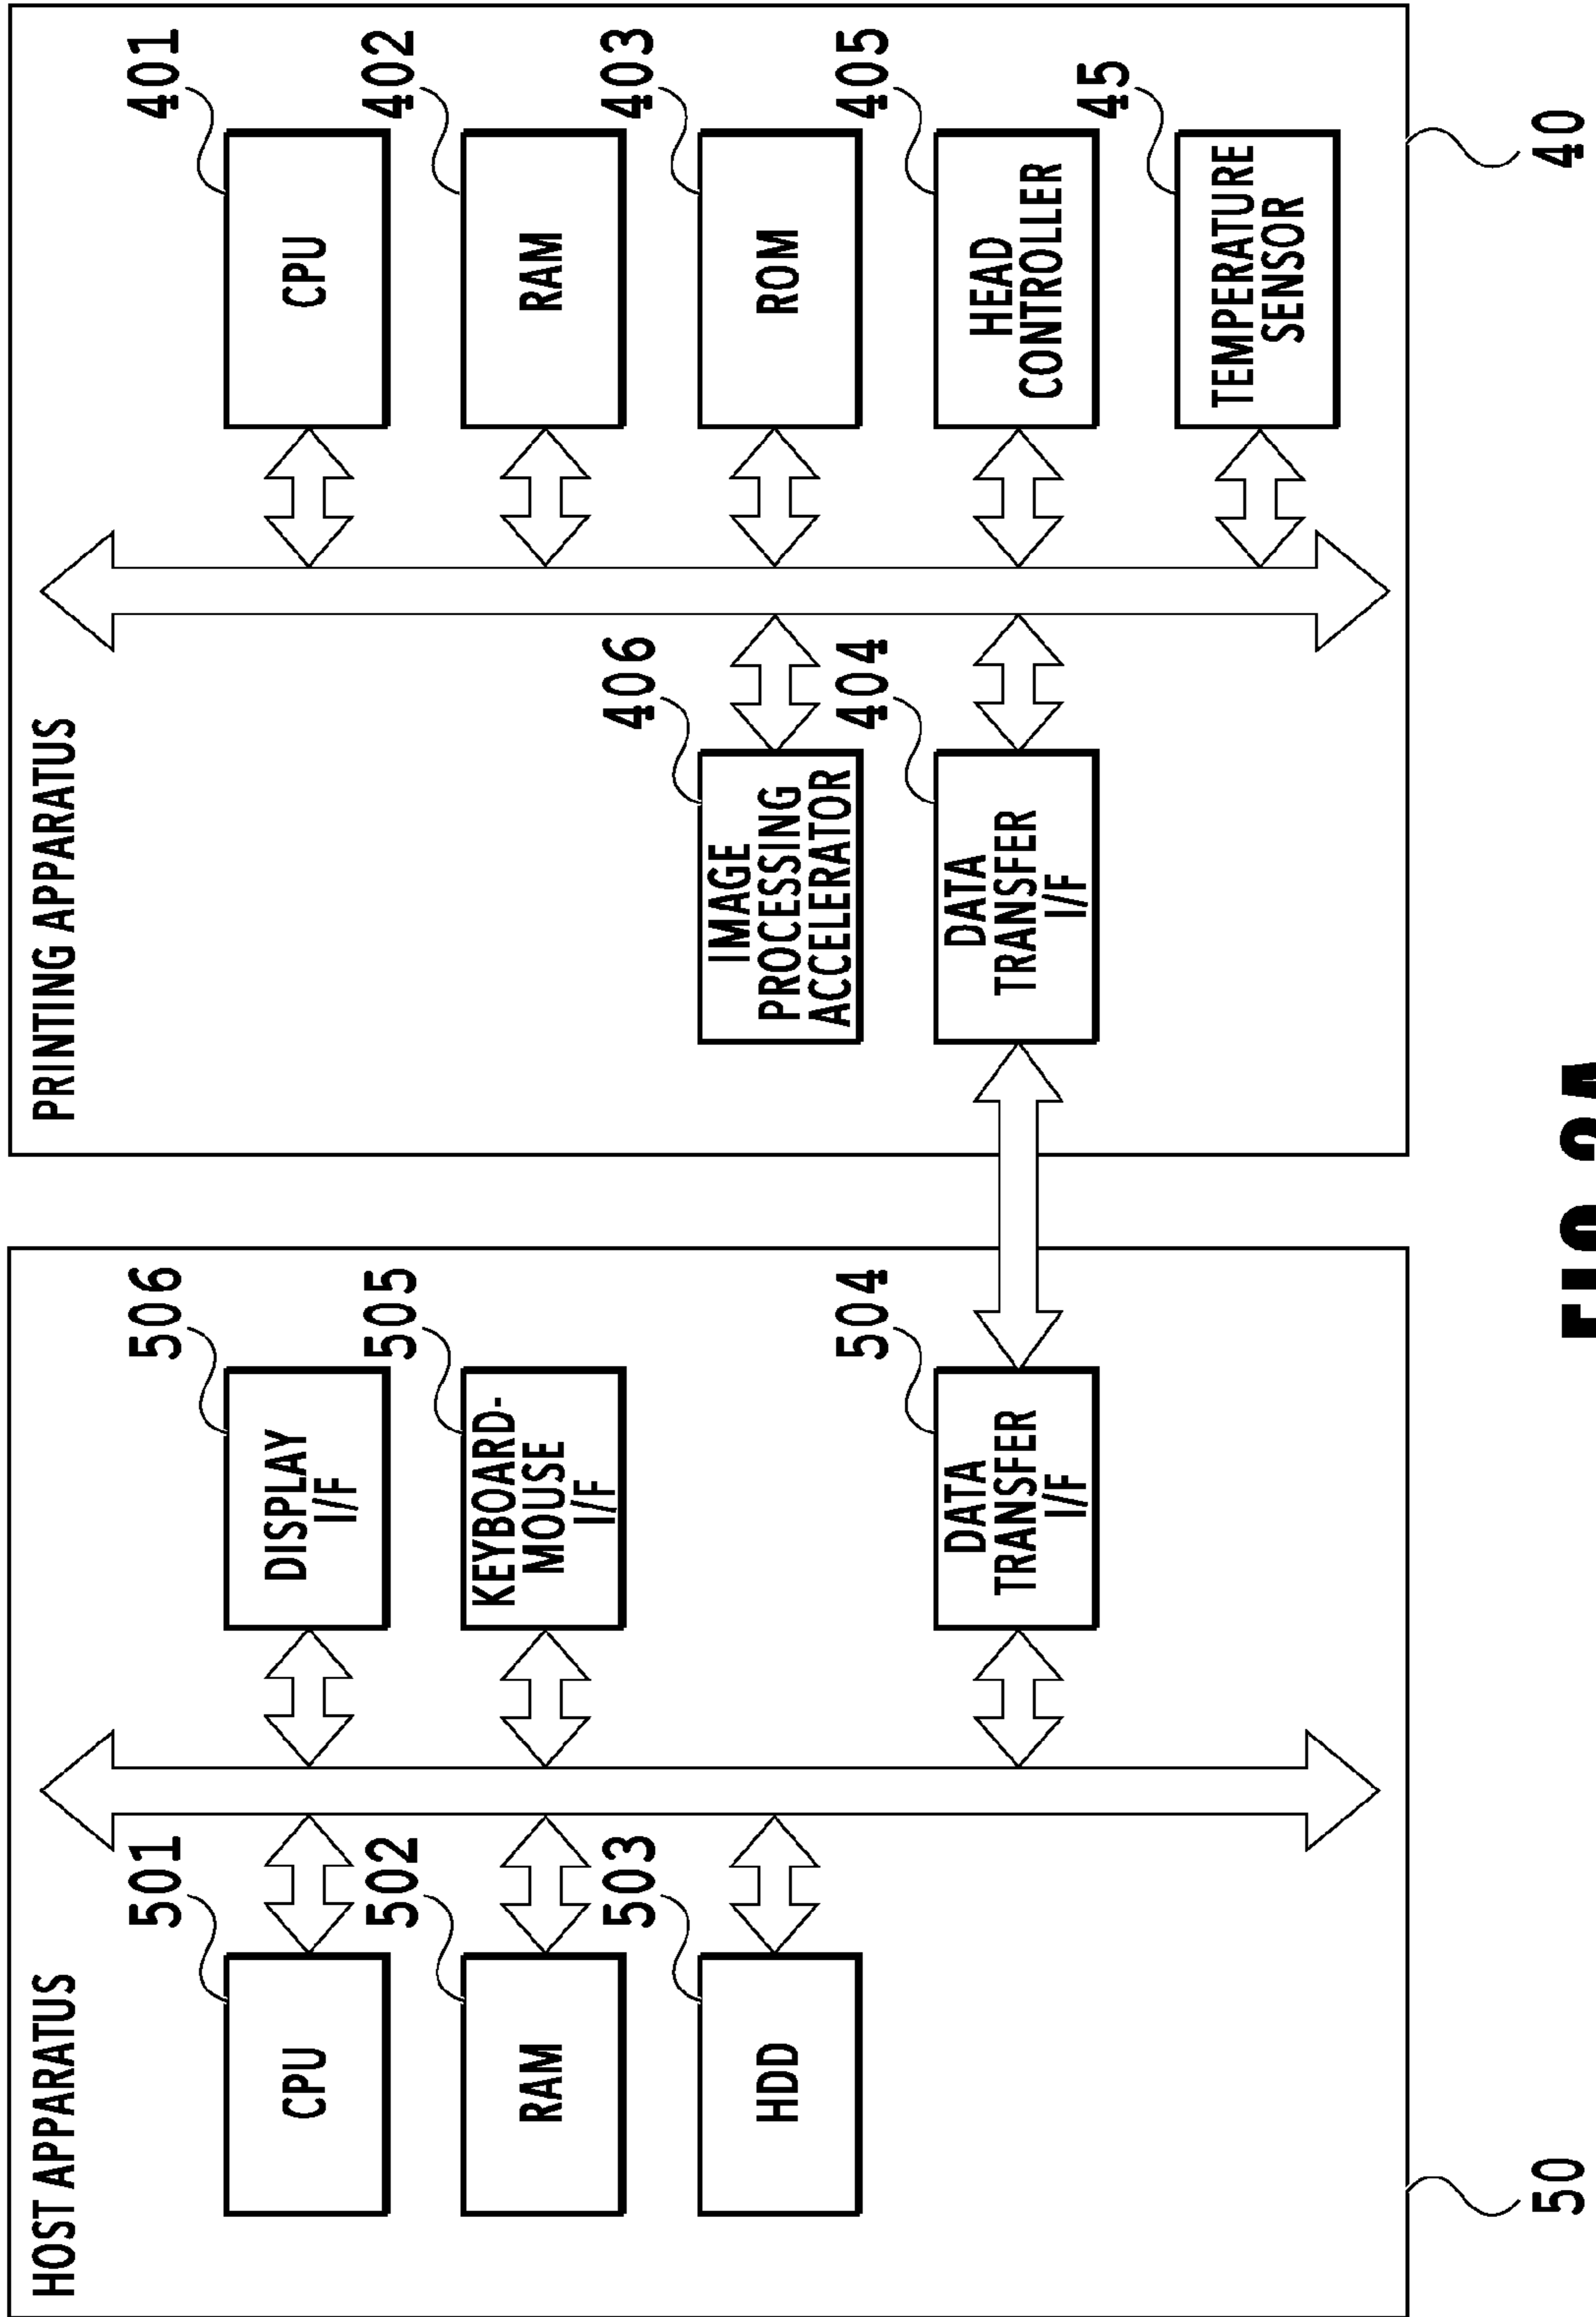 HOST APPARATUS
501
CPU
502
RAM
503
HDD
506
DISPLAY
I/F
505
KEYBOARD-
MOUSE
I/F
504
DATA
TRANSFER
I/F
50
PRINTING APPARATUS
406
IMAGE
PROCESSING
ACCELERATOR
404
DATA
TRANSFER
I/F
401
CPU
402
RAM
403
ROM
405
HEAD
CONTROLLER
45
TEMPERATURE
SENSOR
40